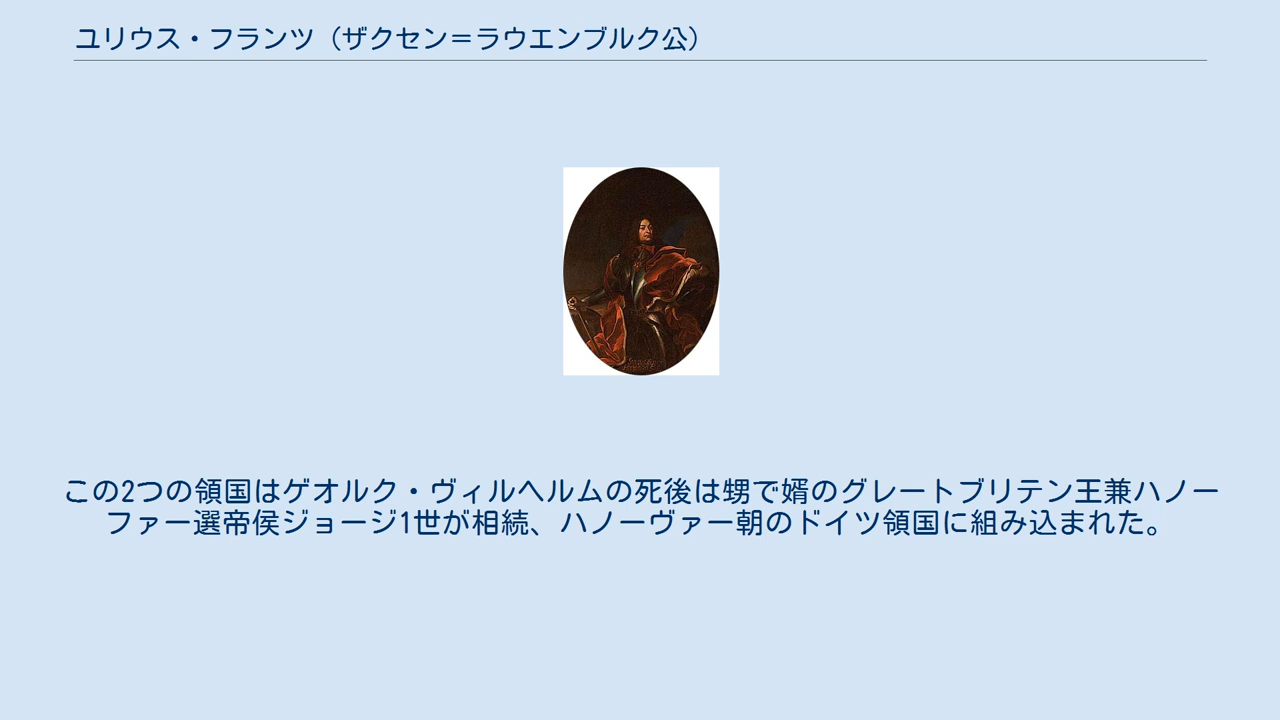 ユリウス・フランツ（ザクセン＝ラウエンブルク公）
この2つの領国はゲオルク・ヴィルヘルムの死後は甥で婿のグレートブリテン王兼ハノー
ファー選帝侯ジョージ1世が相続、ハノーヴァー朝のドイツ領国に組み込まれた。